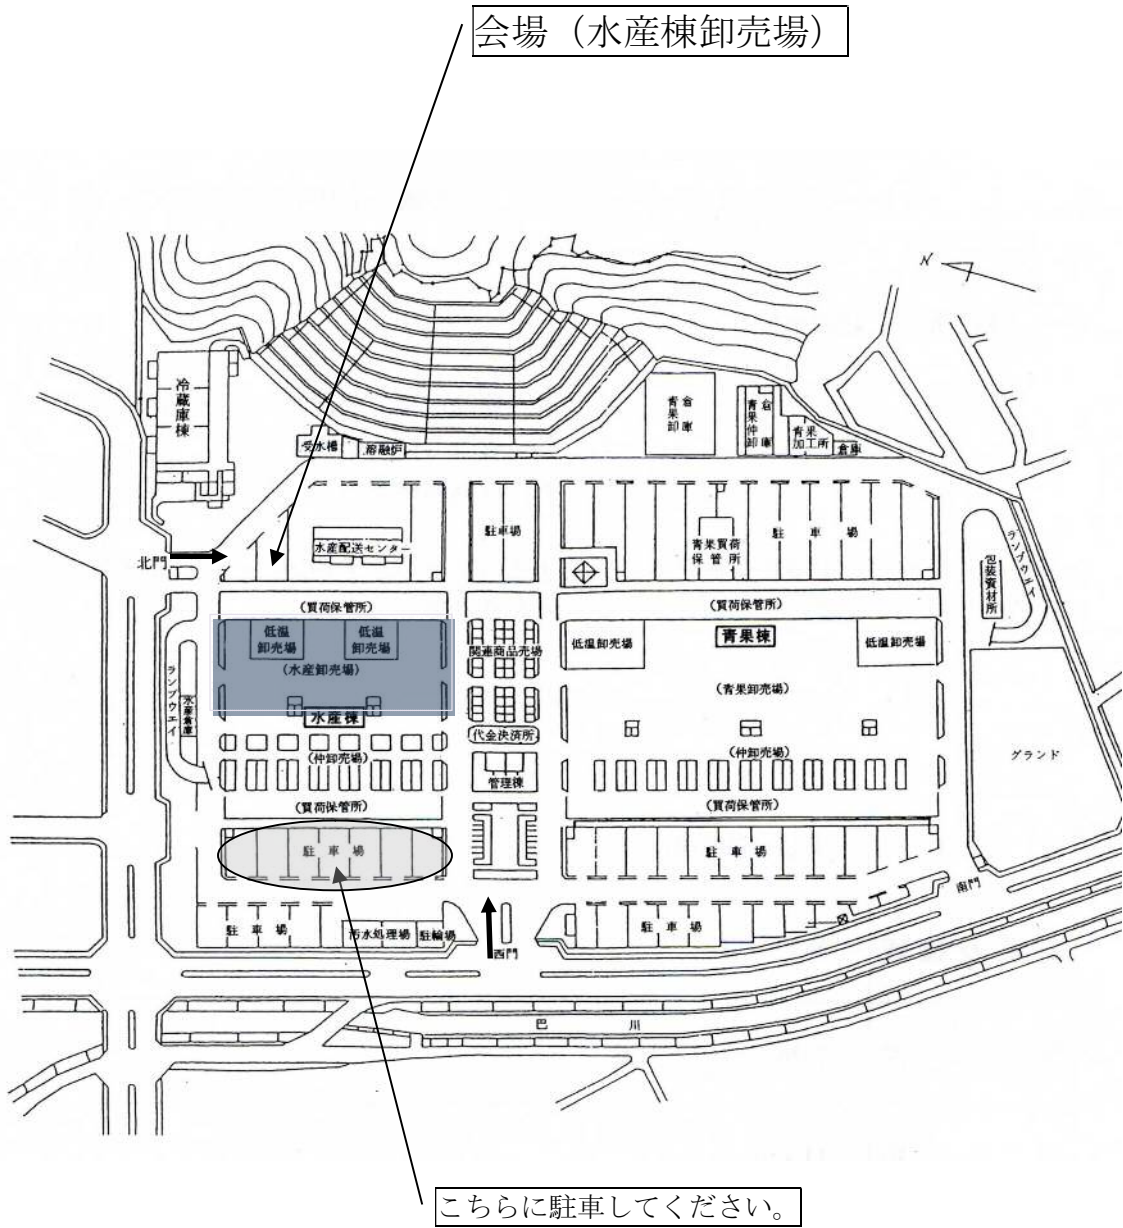 会場（水産棟卸売場）
N
冷蔵庫棟
青果卸
倉庫
青果仲卸
倉庫
青果
加工所
倉庫
受水槽
溶融炉
駐車場
水産配送センター
青果買荷
保管所
駐車場
北門
ランプウエイ
包装資材所
（買荷保管所）
（買荷保管所）
低温
卸売場
低温
卸売場
関連商品売場
低温卸売場
青果棟
低温卸売場
（水産卸売場）
ランプウエイ
水産倉庫
（青果卸売場）
水産棟
代金決済所
（仲卸売場）
（仲卸売場）
グランド
管理棟
（買荷保管所）
（買荷保管所）
駐車場
駐車場
南門
駐車場
汚水処理場
駐輪場
西門
駐車場
巴川
こちらに駐車してください。